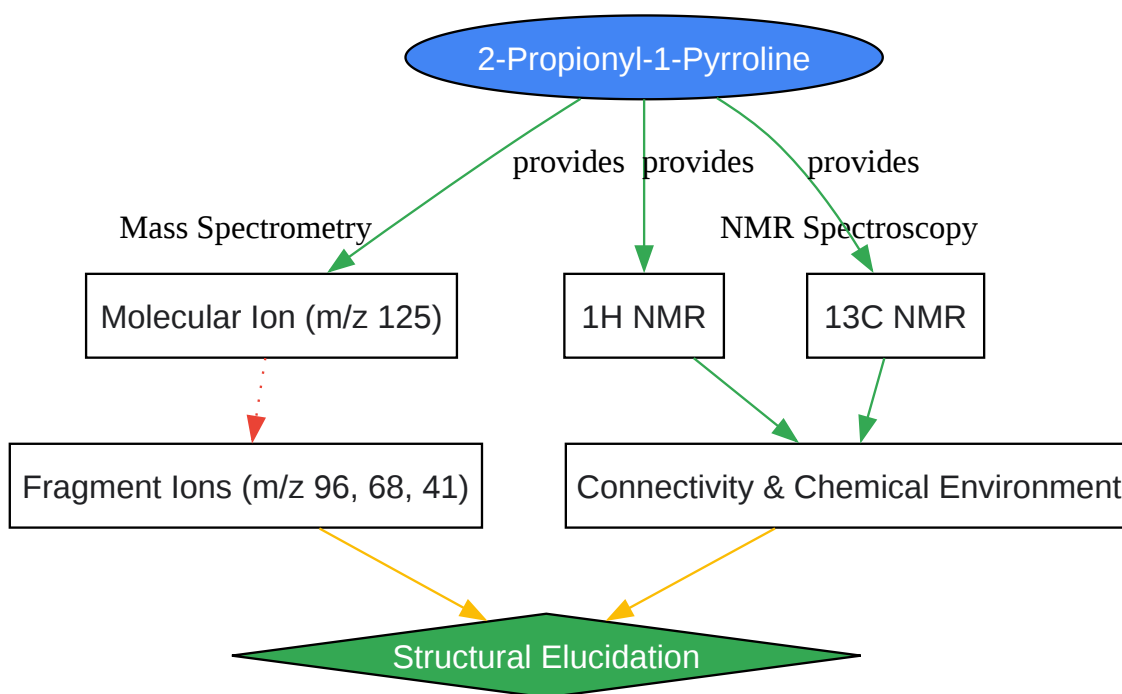 2-Propionyl-1-Pyrroline
provides
provides
provides
Mass Spectrometry
NMR Spectroscopy
Molecular Ion (m/z 125)
1H NMR
13C NMR
Fragment Ions (m/z 96, 68, 41)
Connectivity & Chemical Environment
Structural Elucidation